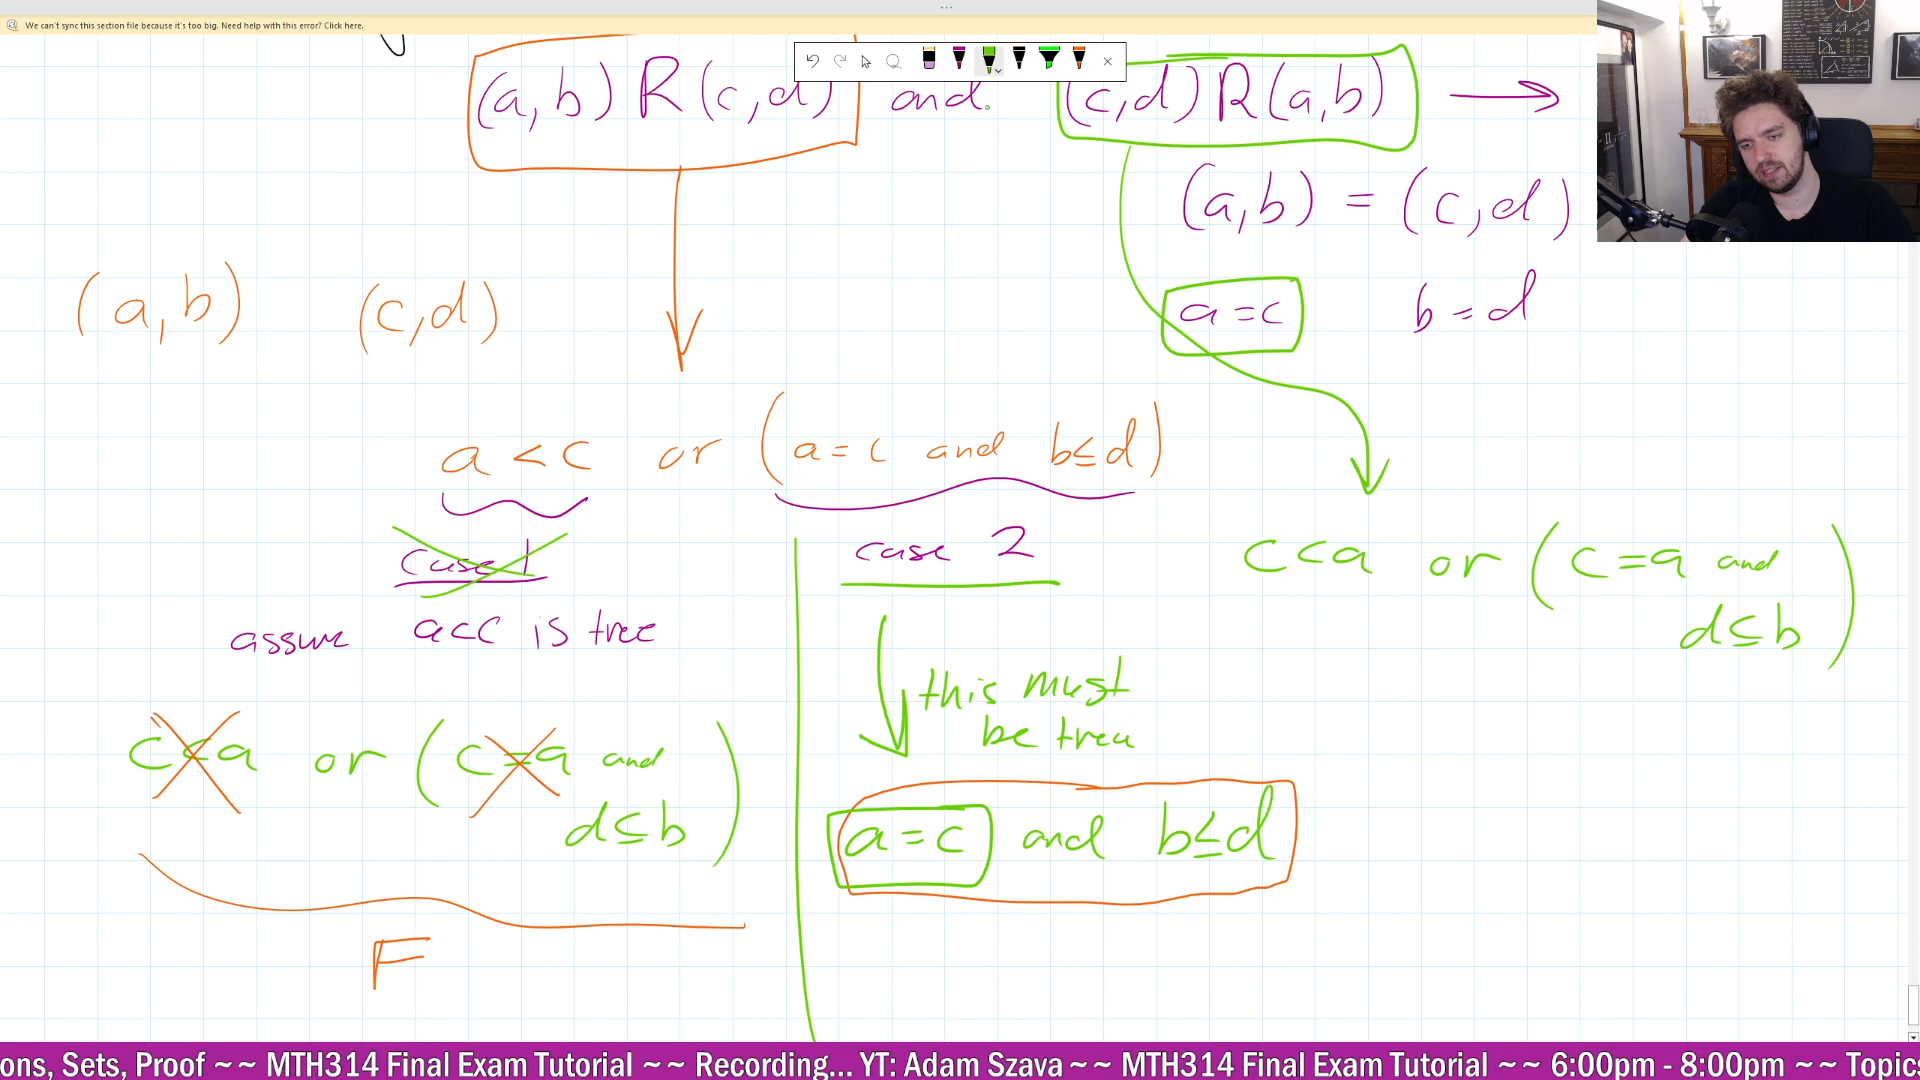 We can't sync this section file because it's too big. Need help with this error? Click here.
(a,b) R (c,d) and (c,d) R (a,b) →
(a,b) = (c,d)
(a,b) (c,d)
a=c b=d
a<c or (a=c and b≤d)
case 1
case 2
c<a or (c=a and
d≤b)
assume a<c is true
this must
be true
c<a or (c=a and
d≤b)
a=c and b≤d
F
ons, Sets, Proof ~~ MTH314 Final Exam Tutorial ~~ Recording... YT: Adam Szava ~~ MTH314 Final Exam Tutorial ~~ 6:00pm - 8:00pm ~~ Topics